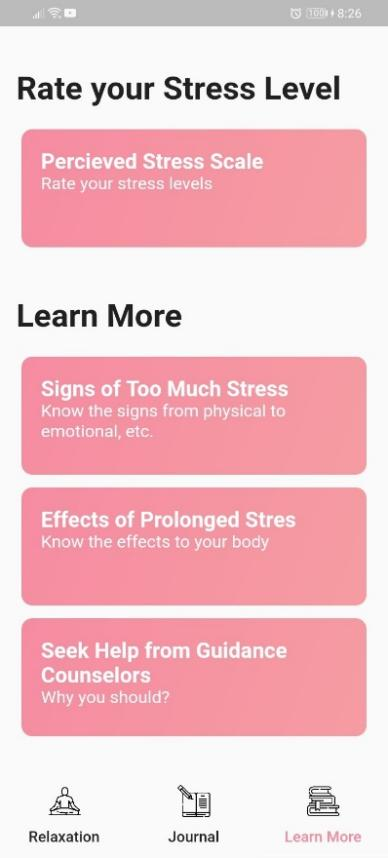 100 8:26
Rate your Stress Level
Percieved Stress Scale
Rate your stress levels
Learn More
Signs of Too Much Stress
Know the signs from physical to
emotional, etc.
Effects of Prolonged Stres
Know the effects to your body
Seek Help from Guidance
Counselors
Why you should?
Relaxation Journal Learn More